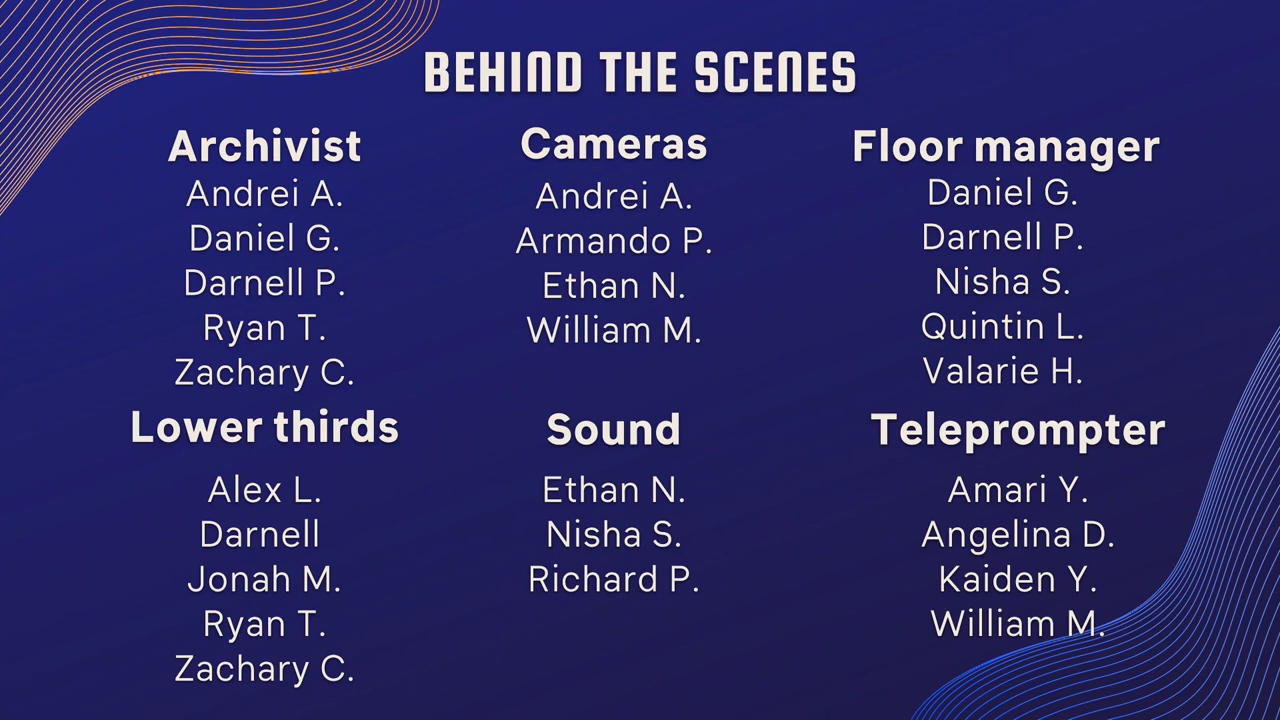 BEHIND THE SCENES
Archivist
Andrei A.
Daniel G.
Darnell P.
Ryan T.
Zachary C.
Cameras
Andrei A.
Armando P.
Ethan N.
William M.
Floor manager
Daniel G.
Darnell P.
Nisha S.
Quintin L.
Valarie H.
Lower thirds
Alex L.
Darnell
Jonah M.
Ryan T.
Zachary C.
Sound
Ethan N.
Nisha S.
Richard P.
Teleprompter
Amari Y.
Angelina D.
Kaiden Y.
William M.